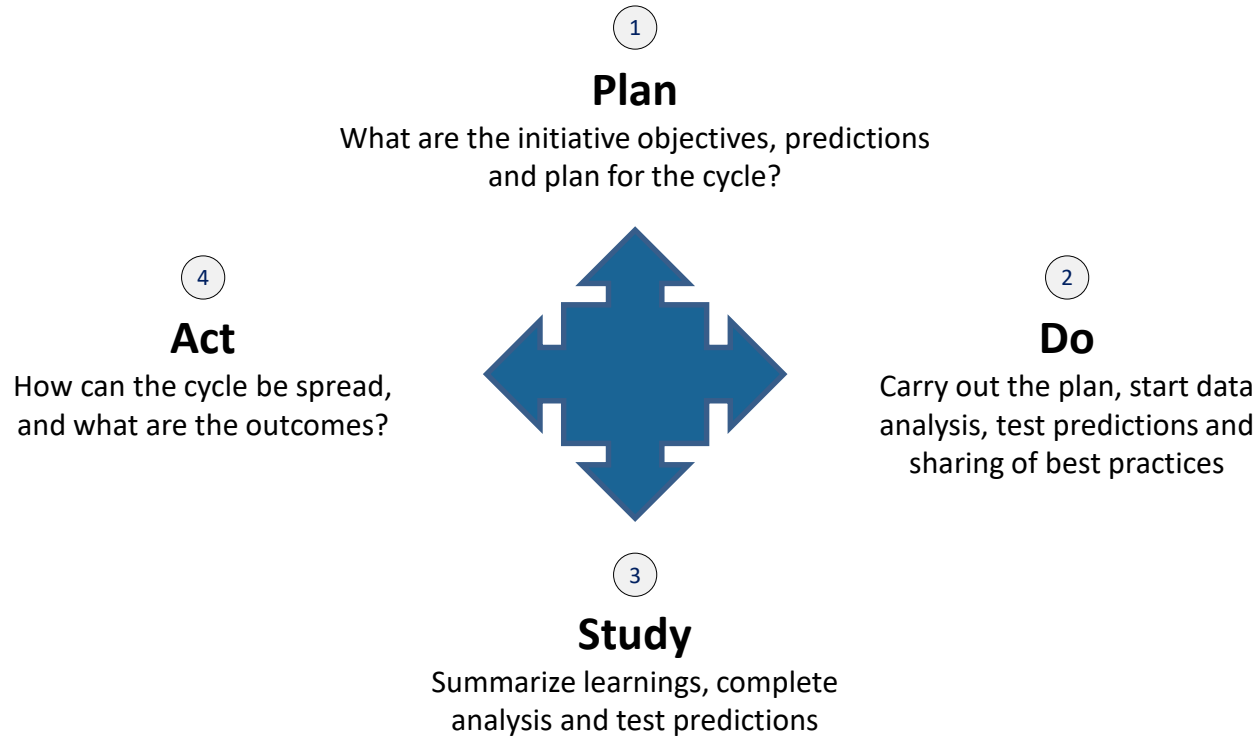 1
Plan
What are the initiative objectives, predictions
and plan for the cycle?
4
Act
How can the cycle be spread,
and what are the outcomes?
2
Do
Carry out the plan, start data
analysis, test predictions and
sharing of best practices
3
Study
Summarize learnings, complete
analysis and test predictions